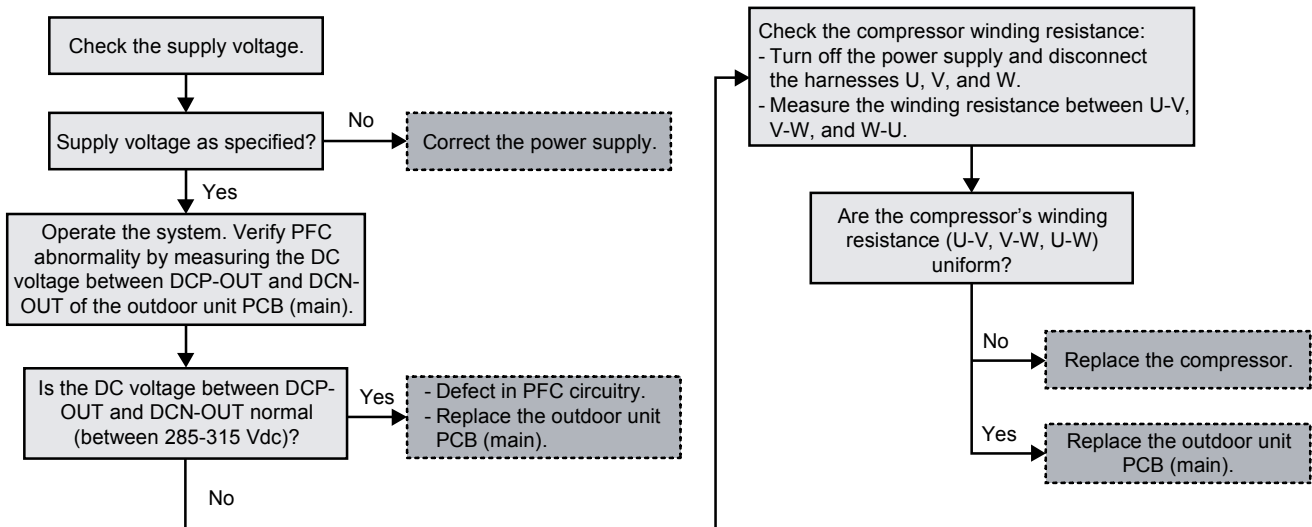 Check the supply voltage.
Supply voltage as specified?
No
Correct the power supply.
Yes
Operate the system. Verify PFC
abnormality by measuring the DC
voltage between DCP-OUT and DCN-
OUT of the outdoor unit PCB (main).
Is the DC voltage between DCP-
OUT and DCN-OUT normal
(between 285-315 Vdc)?
Yes
- Defect in PFC circuitry.
- Replace the outdoor unit
PCB (main).
No
Check the compressor winding resistance:
- Turn off the power supply and disconnect
the harnesses U, V, and W.
- Measure the winding resistance between U-V,
V-W, and W-U.
Are the compressor’s winding
resistance (U-V, V-W, U-W)
uniform?
No
Replace the compressor.
Yes
Replace the outdoor unit
PCB (main).